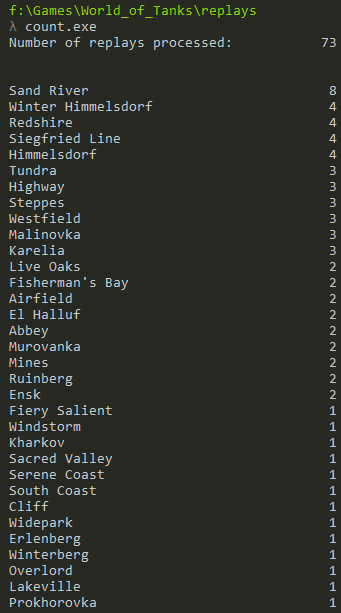 f:\Games\World_of_Tanks\replays
λ count.exe
Number of replays processed: 73
Sand River 8
Winter Himmelsdorf 4
Redshire 4
Siegfried Line 4
Himmelsdorf 4
Tundra 3
Highway 3
Steppes 3
Westfield 3
Malinovka 3
Karelia 3
Live Oaks 2
Fisherman's Bay 2
Airfield 2
El Halluf 2
Abbey 2
Murovanka 2
Mines 2
Ruinberg 2
Ensk 2
Fiery Salient 1
Windstorm 1
Kharkov 1
Sacred Valley 1
Serene Coast 1
South Coast 1
Cliff 1
Widepark 1
Erlenberg 1
Winterberg 1
Overlord 1
Lakeville 1
Prokhorovka 1